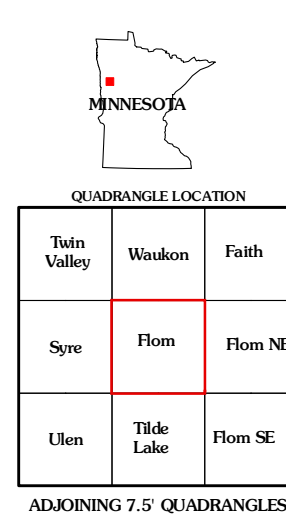 MINNESOTA
QUADRANGLE LOCATION
Twin
Valley
Waukon
Faith
Syre
Flom
Flom NE
Ulen
Tilde
Lake
Flom SE
ADJOINING 7.5' QUADRANGLES